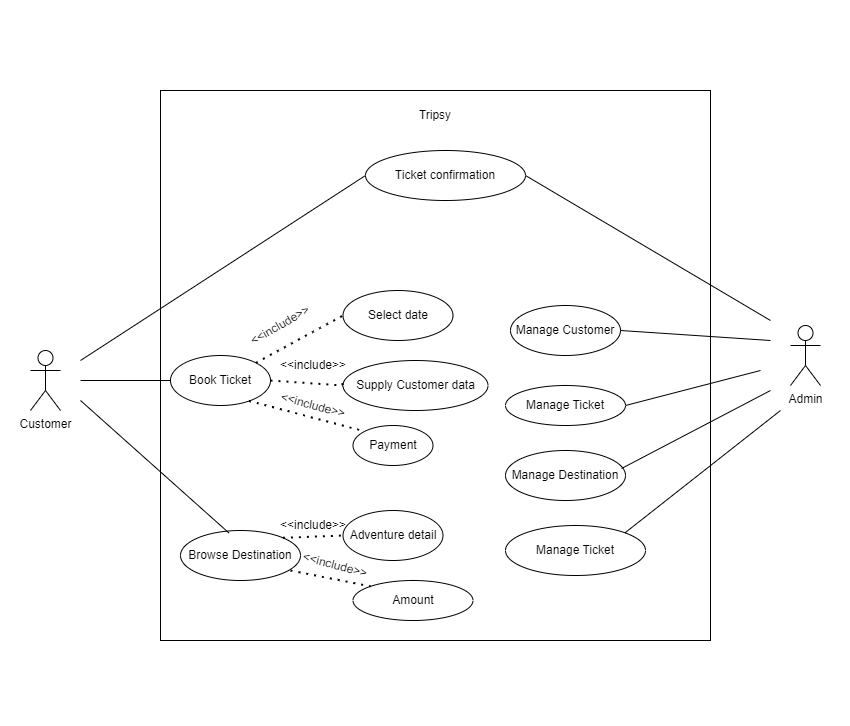 Tripsy
Ticket confirmation
<<include>>
Select date
Manage Customer
<<include>>
Book Ticket
Supply Customer data
Customer
<<include>>
Payment
Manage Ticket
Admin
Manage Destination
<<include>>
Adventure detail
Browse Destination
<<include>>
Manage Ticket
Amount